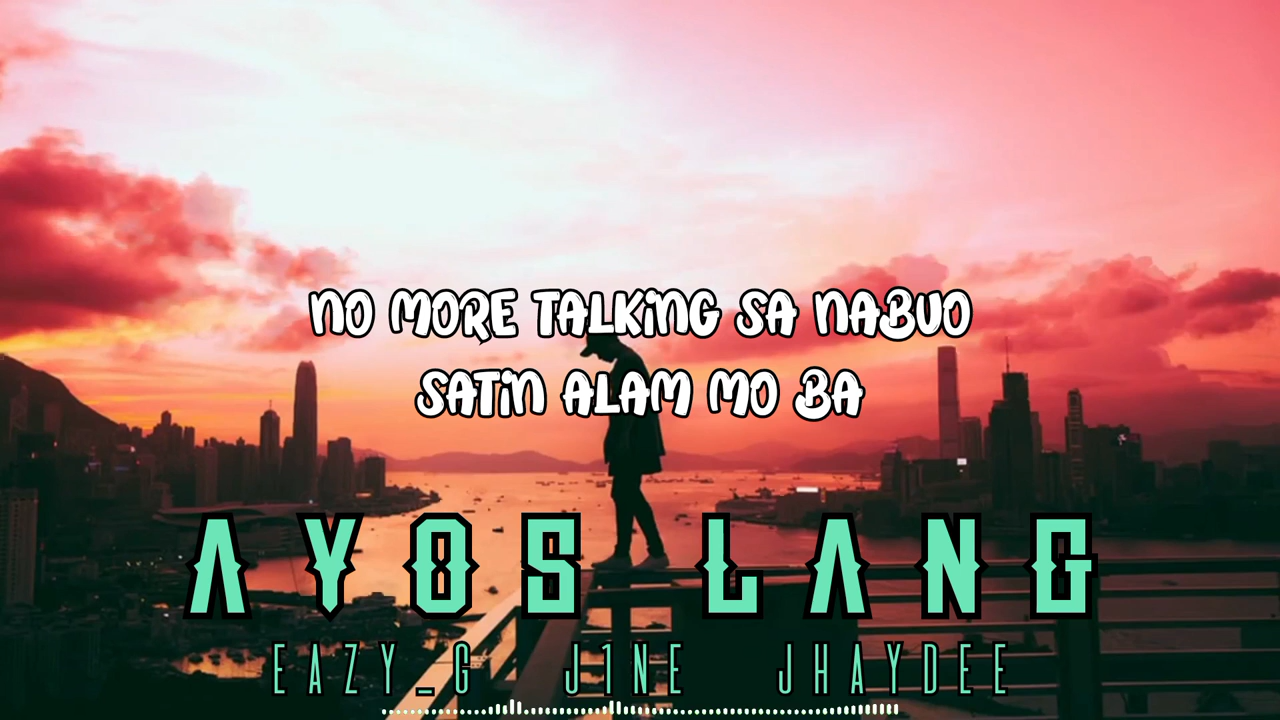 NO MORE TALKING SA NABUO
SATIN ALAM MO BA
AYOS LANG
EAZY_G J1NE JHAYDEE